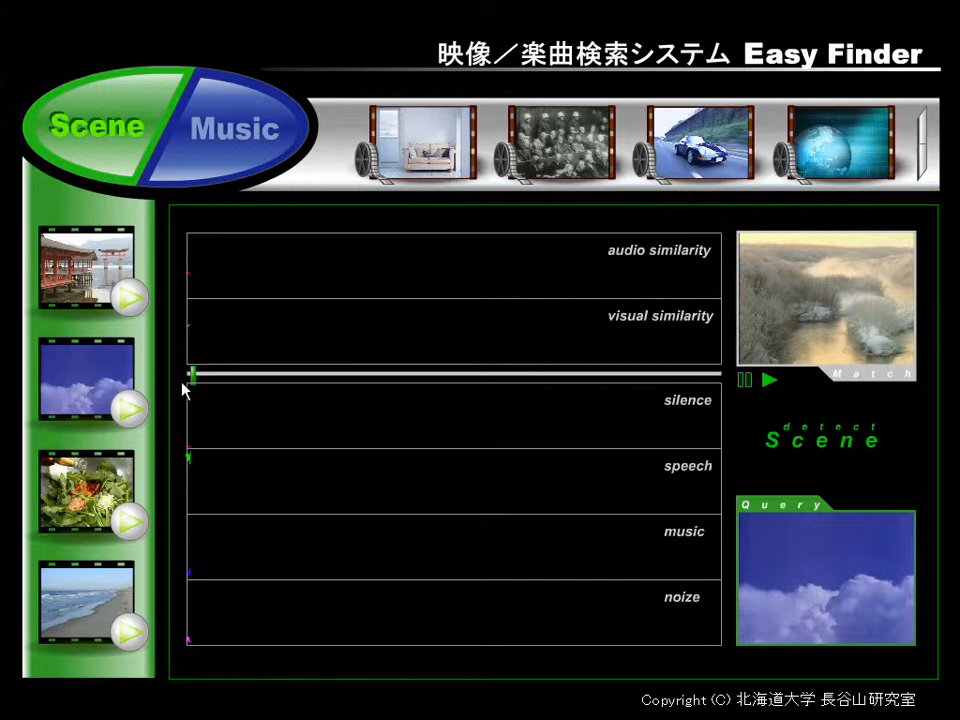 映像／楽曲検索システム Easy Finder
Scene
Music
audio similarity
visual similarity
Match
silence
detect
Scene
speech
Query
music
noize
Copyright (C) 北海道大学 長谷山研究室